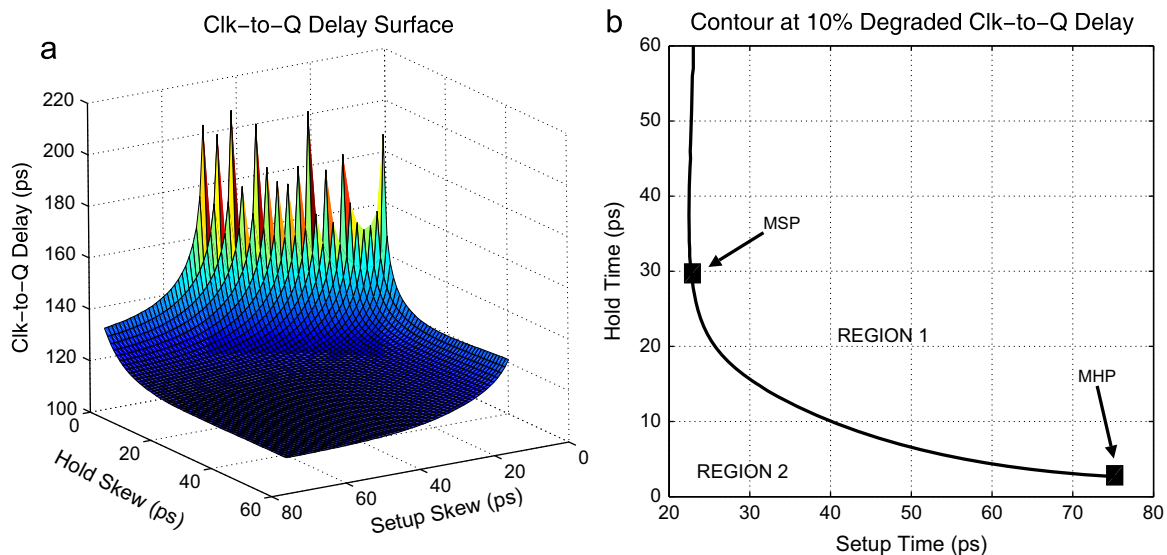 a
Clk−to−Q Delay Surface
Clk−to−Q Delay (ps)
220
200
180
160
140
120
100
0
20
40
60
Hold Skew (ps)
80
60
40
20
0
Setup Skew (ps)
b
Contour at 10% Degraded Clk−to−Q Delay
Hold Time (ps)
60
50
40
30
20
10
0
MSP
REGION 1
MHP
REGION 2
20
30
40
50
60
70
80
Setup Time (ps)